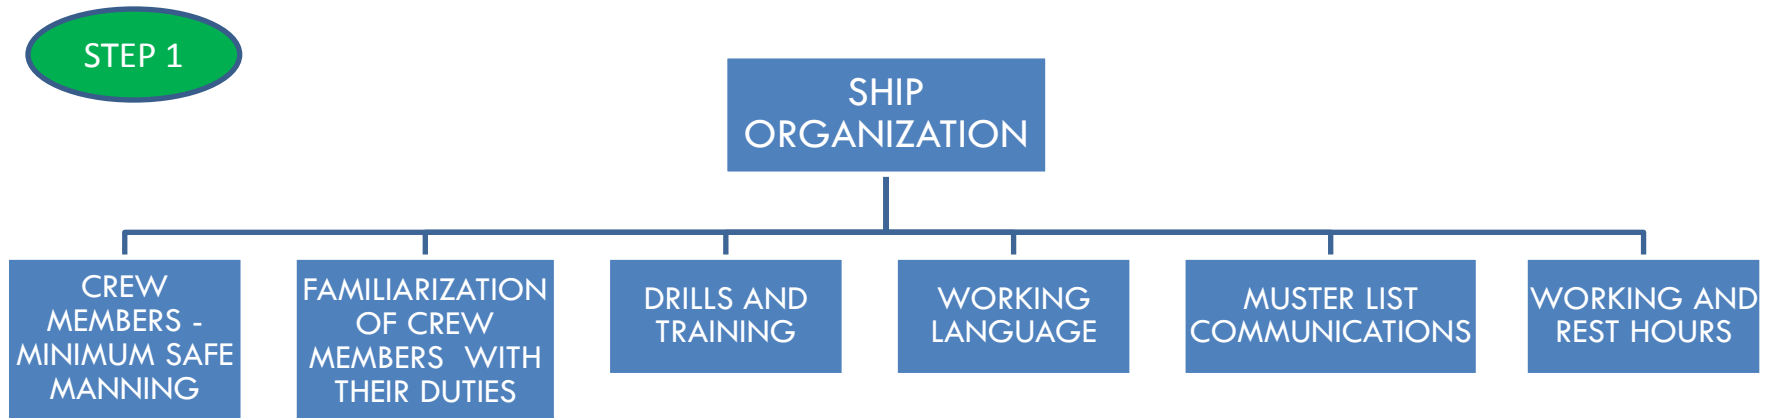 STEP 1
SHIP
ORGANIZATION
CREW
MEMBERS -
MINIMUM SAFE
MANNING
FAMILIARIZATION
OF CREW
MEMBERS WITH
THEIR DUTIES
DRILLS AND
TRAINING
WORKING
LANGUAGE
MUSTER LIST
COMMUNICATIONS
WORKING AND
REST HOURS